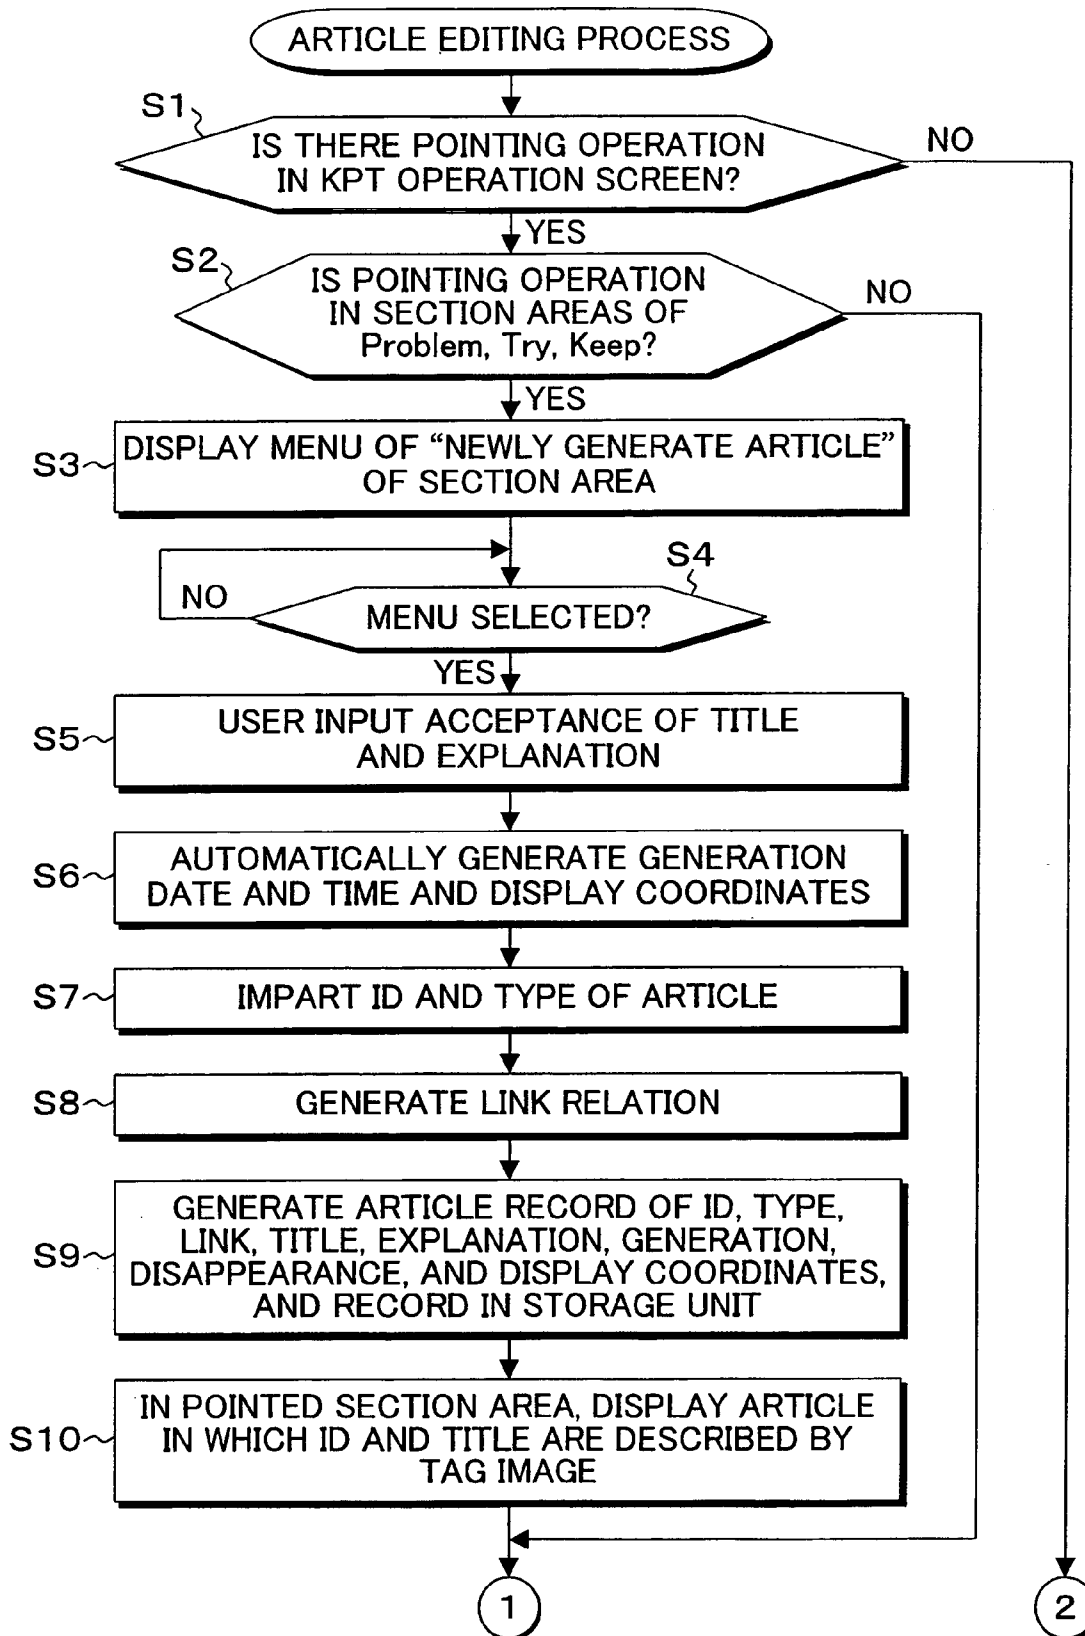 ARTICLE EDITING PROCESS
S1
IS THERE POINTING OPERATION
IN KPT OPERATION SCREEN?
NO
YES
S2
IS POINTING OPERATION
IN SECTION AREAS OF
Problem, Try, Keep?
NO
YES
S3
DISPLAY MENU OF “NEWLY GENERATE ARTICLE”
OF SECTION AREA
S4
MENU SELECTED?
NO
YES
S5
USER INPUT ACCEPTANCE OF TITLE
AND EXPLANATION
S6
AUTOMATICALLY GENERATE GENERATION
DATE AND TIME AND DISPLAY COORDINATES
S7
IMPART ID AND TYPE OF ARTICLE
S8
GENERATE LINK RELATION
S9
GENERATE ARTICLE RECORD OF ID, TYPE,
LINK, TITLE, EXPLANATION, GENERATION,
DISAPPEARANCE, AND DISPLAY COORDINATES,
AND RECORD IN STORAGE UNIT
S10
IN POINTED SECTION AREA, DISPLAY ARTICLE
IN WHICH ID AND TITLE ARE DESCRIBED BY
TAG IMAGE
1
2